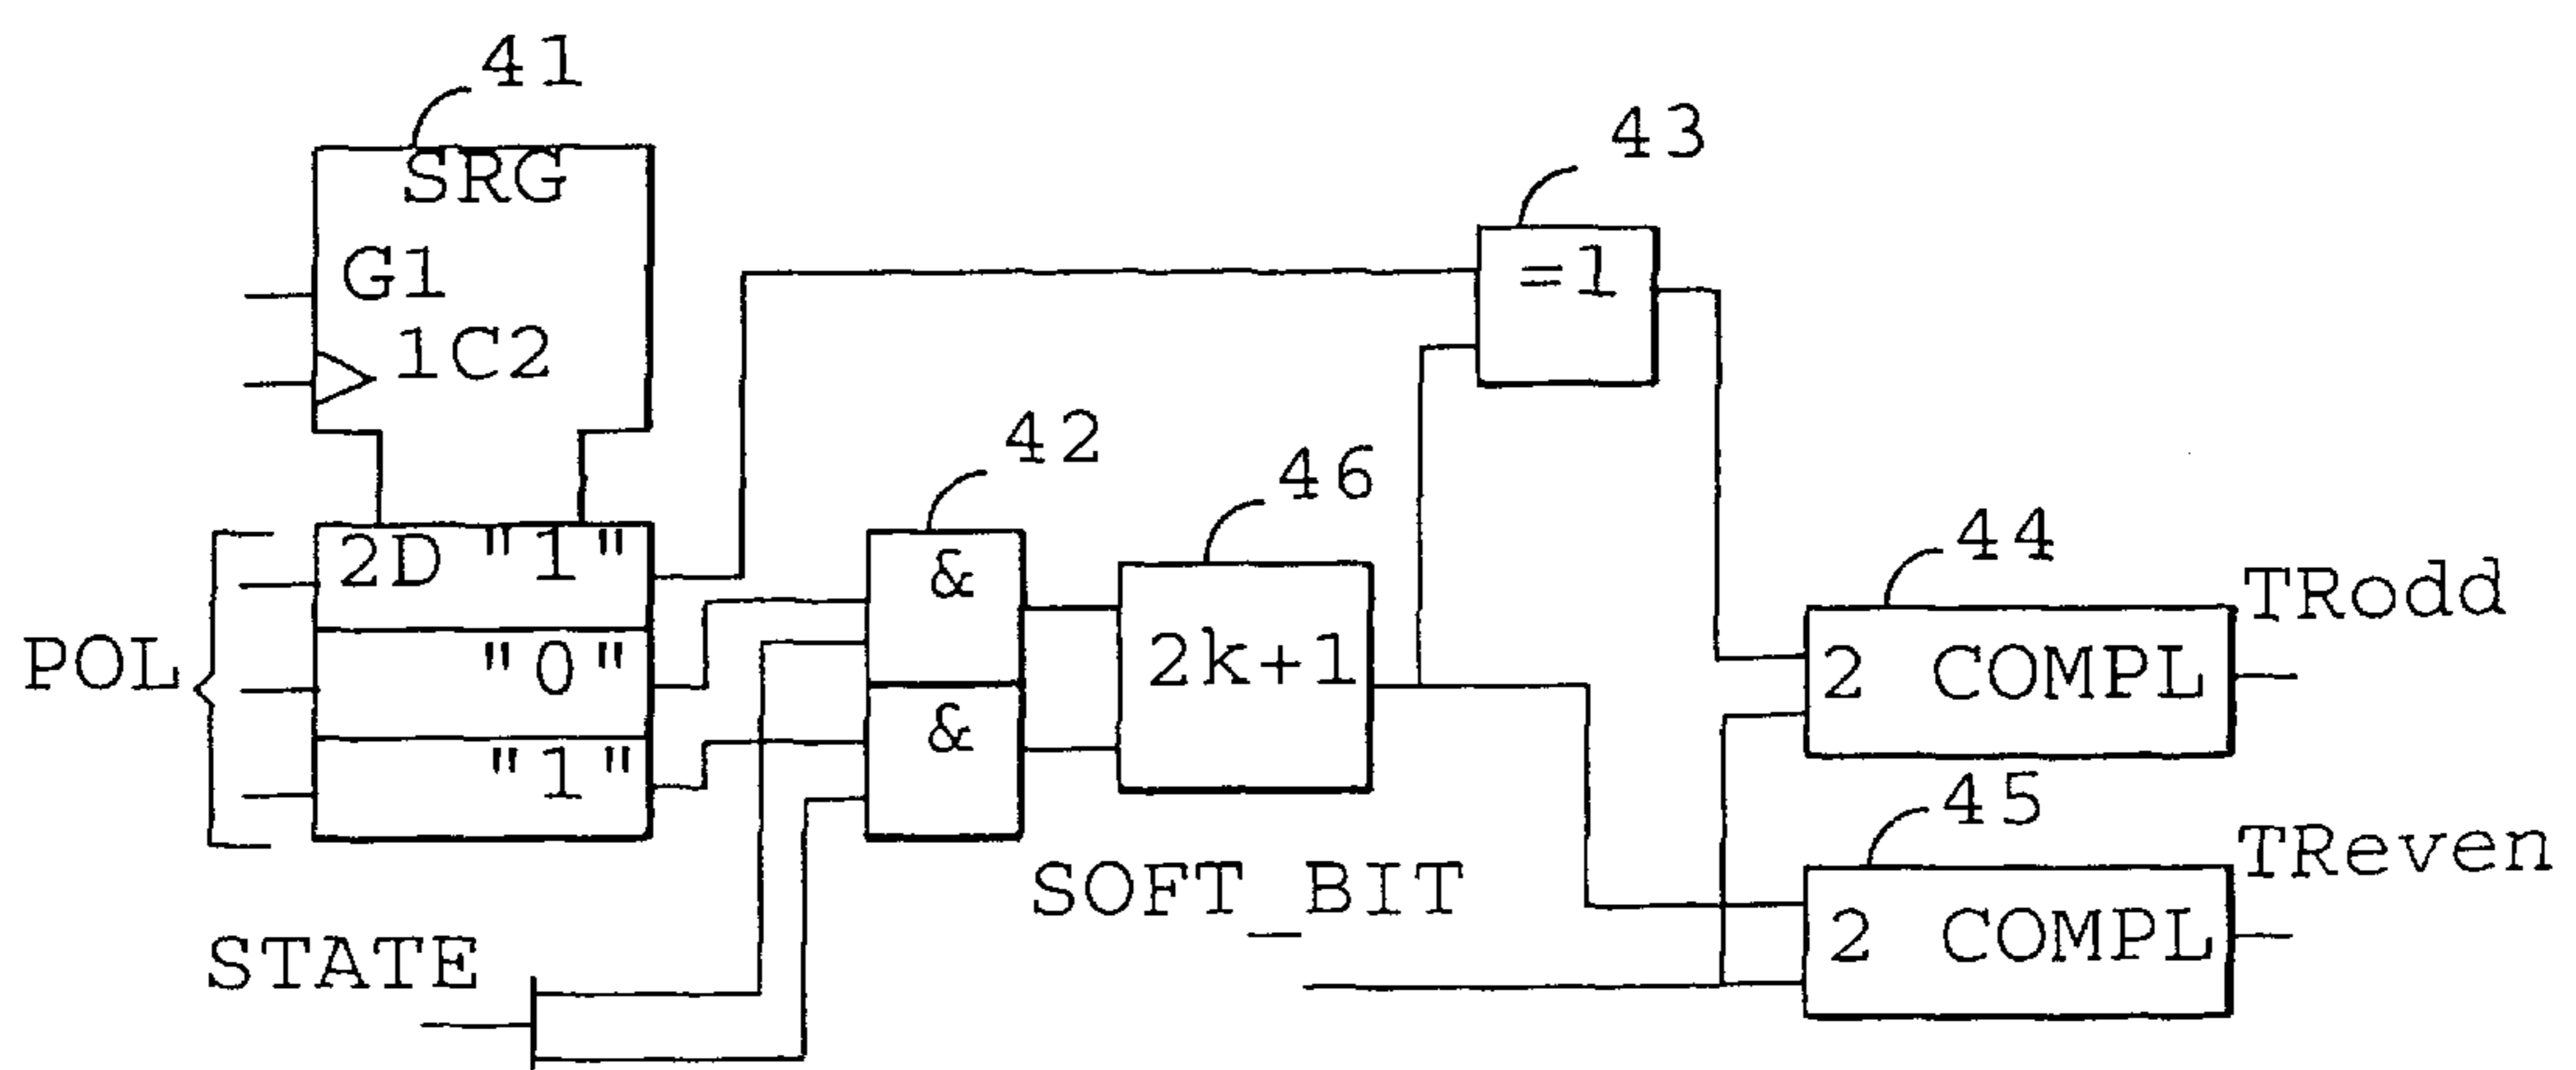 41
SRG
43
=1
G1
1C2
42
46
44
2D "1"
&
TRodd
POL
"0"
2k+1
2 COMPL
"1"
&
45
SOFT_BIT
TReven
STATE
2 COMPL